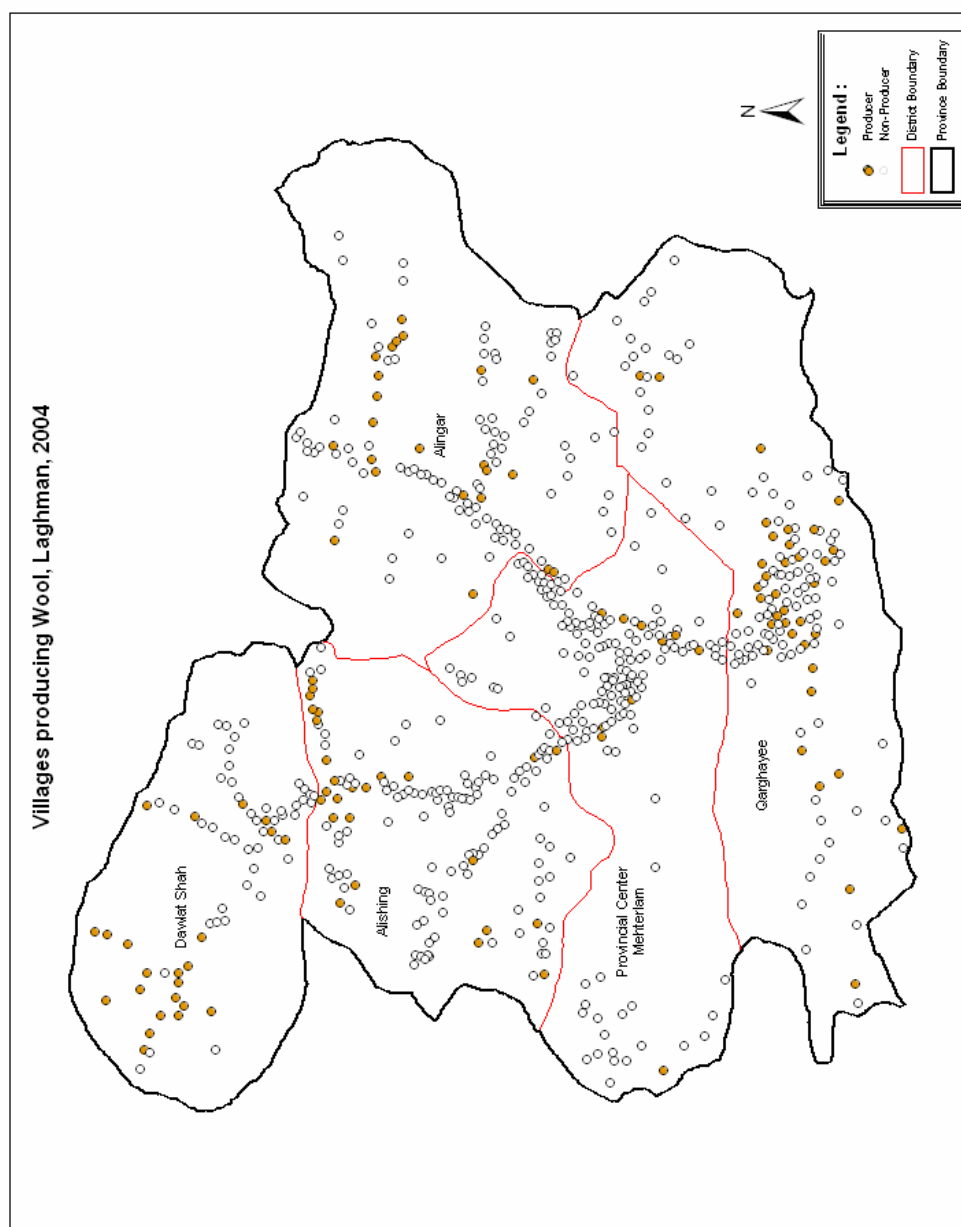 Villages producing Wool, Laghman, 2004
N
Dawlat Shah
Alingar
Alishing
Provincial Center
Mehterlam
Qarghayee
Legend :
Producer
Non-Producer
District Boundary
Province Boundary